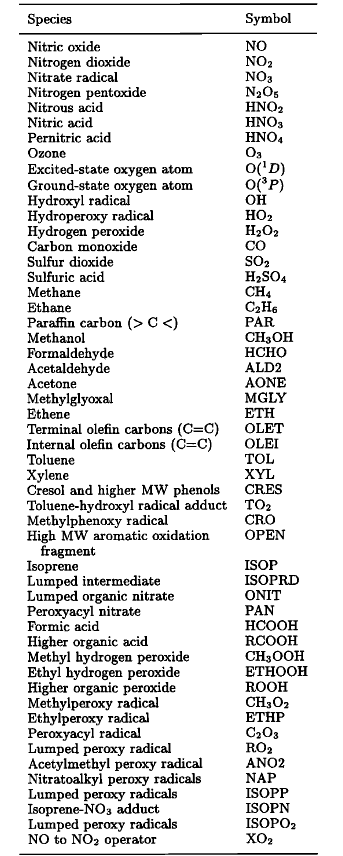 Species Symbol
Nitric oxide NO
Nitrogen dioxide NO₂
Nitrate radical NO₃
Nitrogen pentoxide N₂O₅
Nitrous acid HNO₂
Nitric acid HNO₃
Pernitric acid HNO₄
Ozone O₃
Excited-state oxygen atom O(¹D)
Ground-state oxygen atom O(³P)
Hydroxyl radical OH
Hydroperoxy radical HO₂
Hydrogen peroxide H₂O₂
Carbon monoxide CO
Sulfur dioxide SO₂
Sulfuric acid H₂SO₄
Methane CH₄
Ethane C₂H₆
Paraffin carbon (> C <) PAR
Methanol CH₃OH
Formaldehyde HCHO
Acetaldehyde ALD2
Acetone AONE
Methylglyoxal MGLY
Ethene ETH
Terminal olefin carbons (C=C) OLET
Internal olefin carbons (C=C) OLEI
Toluene TOL
Xylene XYL
Cresol and higher MW phenols CRES
Toluene-hydroxyl radical adduct TO₂
Methylphenoxy radical CRO
High MW aromatic oxidation OPEN
fragment
Isoprene ISOP
Lumped intermediate ISOPRD
Lumped organic nitrate ONIT
Peroxyacyl nitrate PAN
Formic acid HCOOH
Higher organic acid RCOOH
Methyl hydrogen peroxide CH₃OOH
Ethyl hydrogen peroxide ETHOOH
Higher organic peroxide ROOH
Methylperoxy radical CH₃O₂
Ethylperoxy radical ETHP
Peroxyacyl radical C₂O₃
Lumped peroxy radical RO₂
Acetylmethyl peroxy radical ANO2
Nitratoalkyl peroxy radicals NAP
Lumped peroxy radicals ISOPP
Isoprene-NO₃ adduct ISOPN
Lumped peroxy radicals ISOPO₂
NO to NO₂ operator XO₂